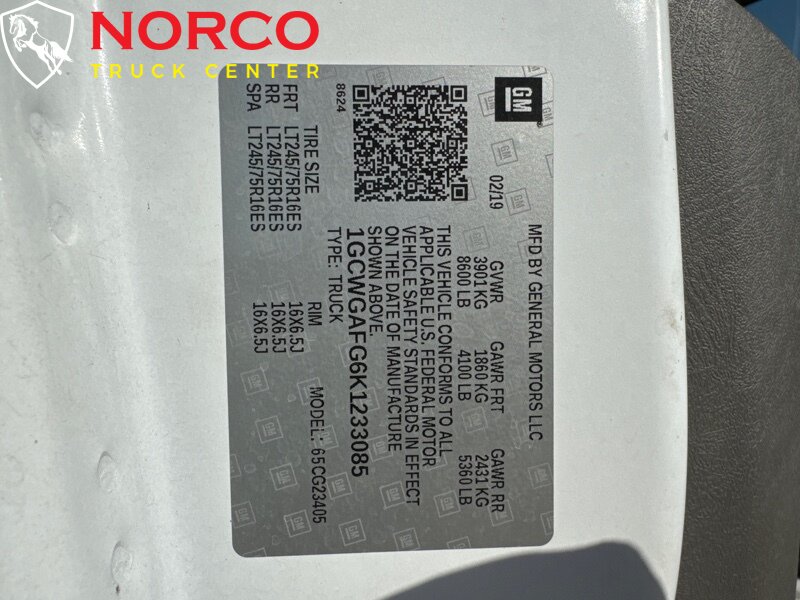 NORCO
TRUCK CENTER
GM
MFD BY GENERAL MOTORS LLC
02/19
GVWR GAWR FRT GAWR RR
3901 KG 1860 KG 2431 KG
8600 LB 4100 LB 5360 LB
THIS VEHICLE CONFORMS TO ALL
APPLICABLE U.S. FEDERAL MOTOR
VEHICLE SAFETY STANDARDS IN EFFECT
ON THE DATE OF MANUFACTURE
SHOWN ABOVE.
1GCWGAFG6K1233085
TYPE: TRUCK
MODEL: 65CG23405
8624
TIRE SIZE RIM
FRT LT245/75R16ES 16X6.5J
RR LT245/75R16ES 16X6.5J
SPA LT245/75R16ES 16X6.5J